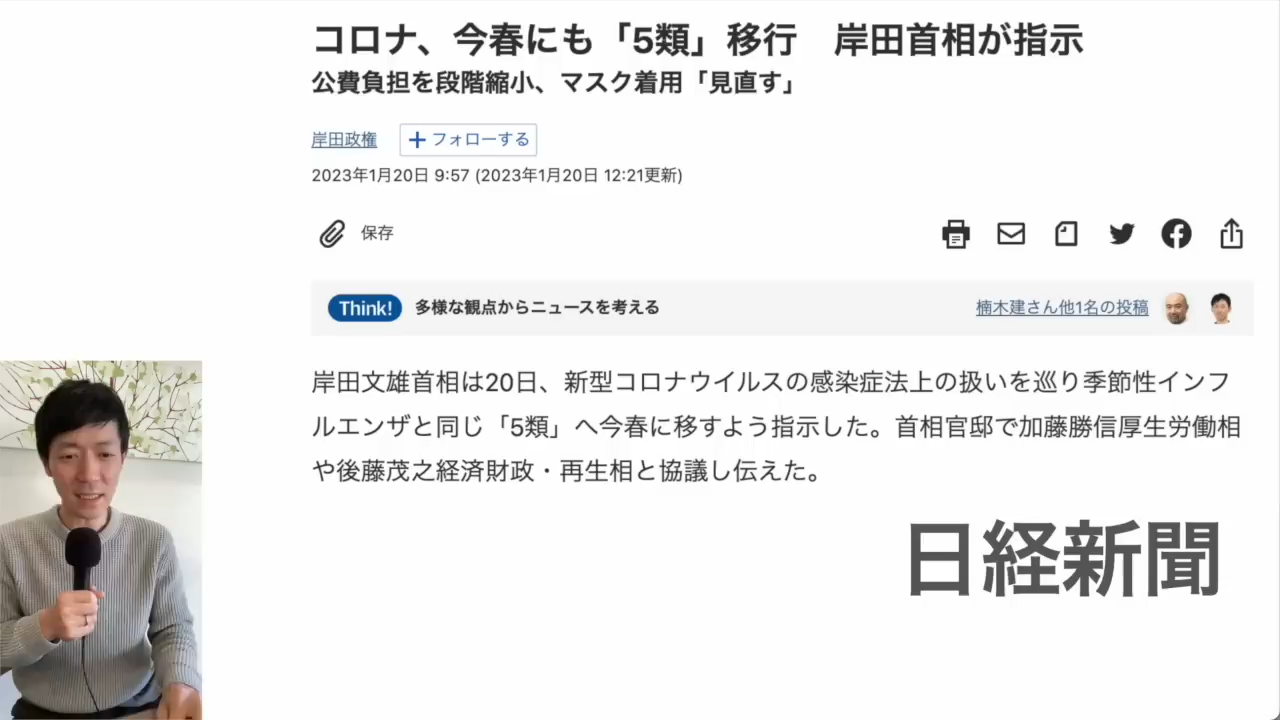 コロナ、今春にも「5類」移行　岸田首相が指示
公費負担を段階縮小、マスク着用「見直す」
岸田政権 + フォローする
2023年1月20日 9:57 (2023年1月20日 12:21更新)
保存
Think! 多様な観点からニュースを考える 楠木建さん他1名の投稿
岸田文雄首相は20日、新型コロナウイルスの感染症法上の扱いを巡り季節性インフ
ルエンザと同じ「5類」へ今春に移すよう指示した。首相官邸で加藤勝信厚生労働相
や後藤茂之経済財政・再生相と協議し伝えた。
日経新聞